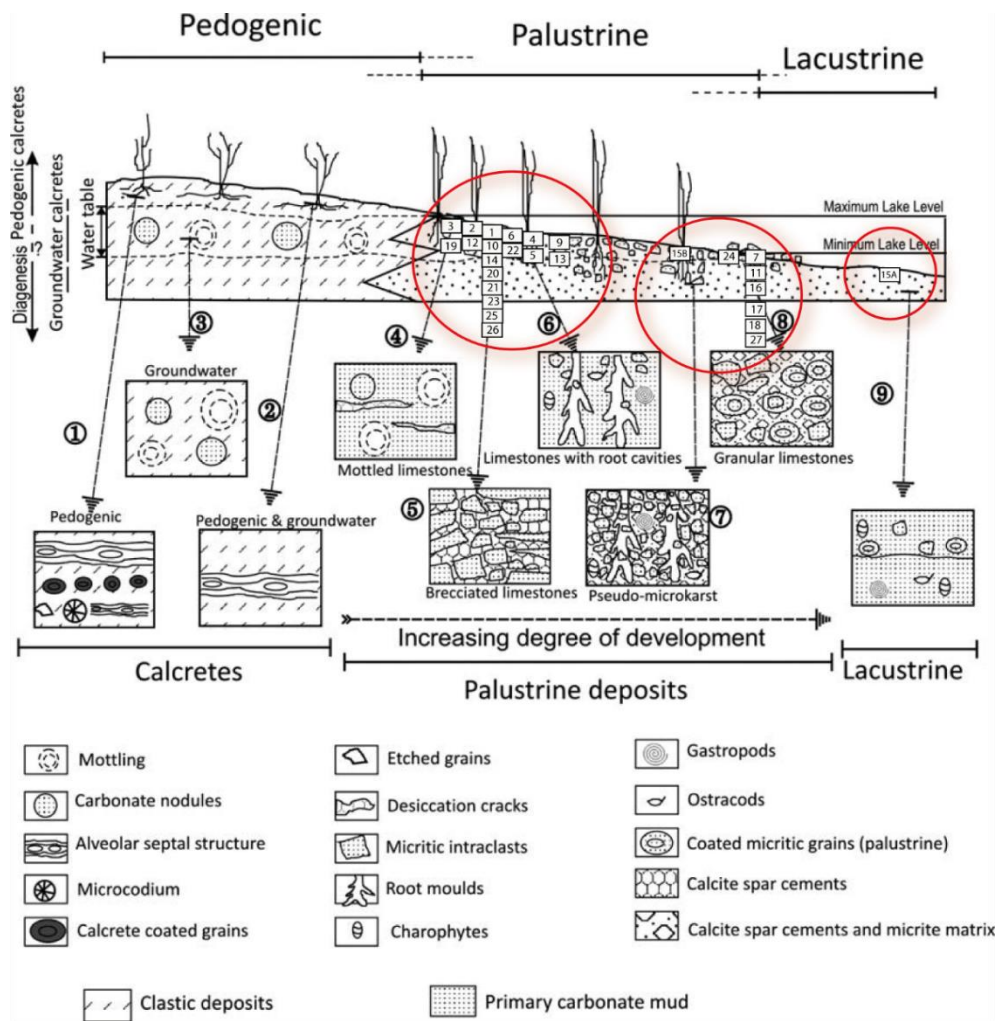 Pedogenic
Palustrine
Lacustrine
Diagenesis
Pedogenic calcretes
?
Groundwater calcretes
Water table
Maximum Lake Level
Minimum Lake Level
3 2 1 6 4 9
19 12 10 22 5 13
14
20
21
23
25
26
15B 24 7
11
16
17
18
27
15A
③
④
⑥
⑧
Groundwater
①
②
⑨
Mottled limestones
Limestones with root cavities
Granular limestones
Pedogenic
Pedogenic & groundwater
⑤
⑦
Brecciated limestones
Pseudo-microkarst
Increasing degree of development
Calcretes
Palustrine deposits
Lacustrine
Mottling
Carbonate nodules
Alveolar septal structure
Microcodium
Calcrete coated grains
Etched grains
Desiccation cracks
Micritic intraclasts
Root moulds
Charophytes
Gastropods
Ostracods
Coated micritic grains (palustrine)
Calcite spar cements
Calcite spar cements and micrite matrix
Clastic deposits
Primary carbonate mud